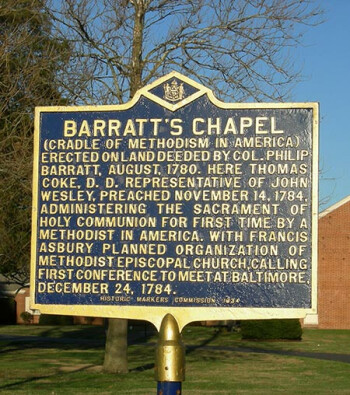 BARRATT'S CHAPEL
(CRADLE OF METHODISM IN AMERICA)
ERECTED ON LAND DEEDED BY COL. PHILIP
BARRATT, AUGUST, 1780. HERE THOMAS
COKE, D. D. REPRESENTATIVE OF JOHN
WESLEY, PREACHED NOVEMBER 14, 1784,
ADMINISTERING THE SACRAMENT OF
HOLY COMMUNION FOR FIRST TIME BY A
METHODIST IN AMERICA. WITH FRANCIS
ASBURY PLANNED ORGANIZATION OF
METHODIST EPISCOPAL CHURCH, CALLING
FIRST CONFERENCE TO MEET AT BALTIMORE,
DECEMBER 24, 1784.
HISTORIC MARKERS COMMISSION,